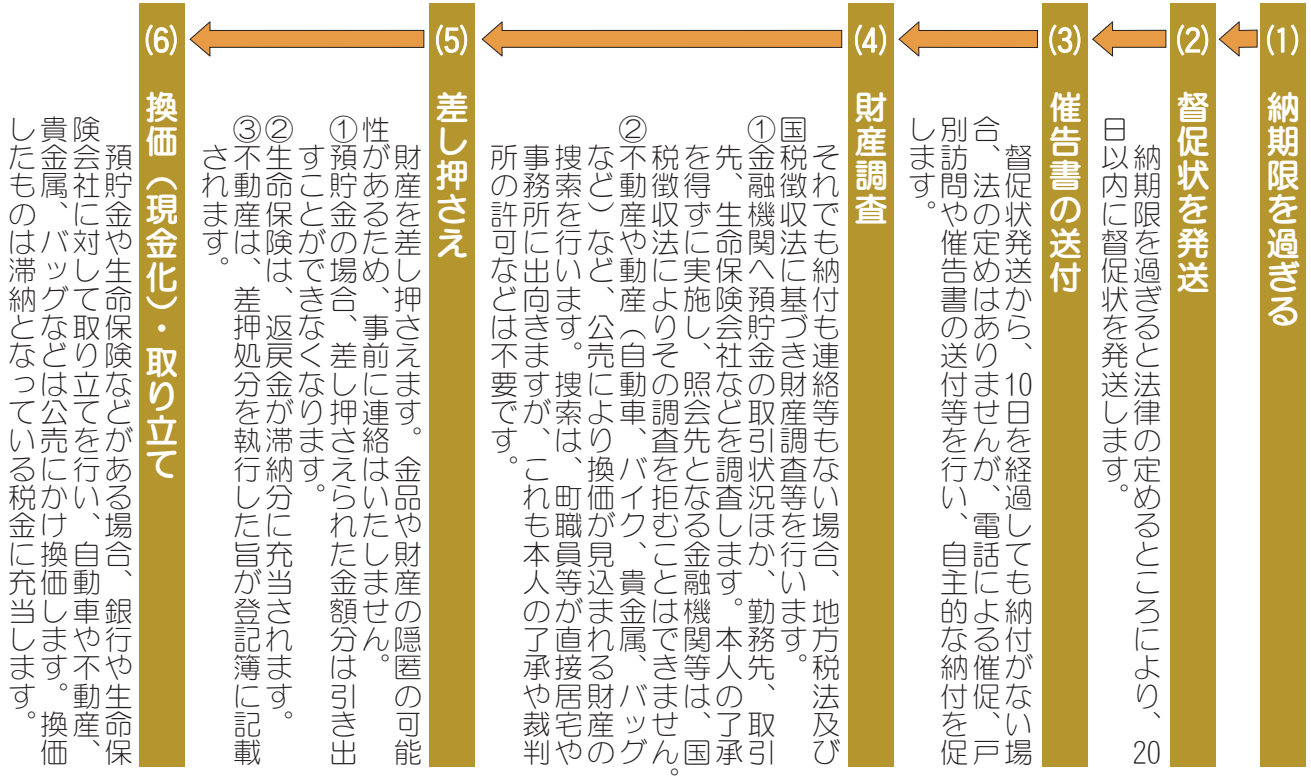 (1) 納期限を過ぎる
(2) 督促状を発送
納期限を過ぎると法律の定めるところにより、20
日以内に督促状を発送します。
(3) 催告書の送付
督促状発送から、10日を経過しても納付がない場
合、法の定めはありませんが、電話による催促、戸
別訪問や催告書の送付等を行い、自主的な納付を促
します。
(4) 財産調査
それでも納付も連絡等もない場合、地方税法及び
国税徴収法に基づき財産調査等を行います。
①金融機関へ預貯金の取引状況ほか、勤務先、取引
先、生命保険会社などを調査します。本人の了承
を得ずに実施し、照会先となる金融機関等は、国
税徴収法によりその調査を拒むことはできません。
②不動産や動産（自動車、バイク、貴金属、バッグ
など）など、公売により換価が見込まれる財産の
捜索を行います。捜索は、町職員等が直接居宅や
事務所に出向きますが、これも本人の了承や裁判
所の許可などは不要です。
(5) 差し押さえ
財産を差し押さえます。金品や財産の隠匿の可能
性があるため、事前に連絡はいたしません。
①預貯金の場合、差し押さえられた金額分は引き出
すことができなくなります。
②生命保険は、返戻金が滞納分に充当されます。
③不動産は、差押処分を執行した旨が登記簿に記載
されます。
(6) 換価（現金化）・取り立て
預貯金や生命保険などがある場合、銀行や生命保
険会社に対して取り立てを行い、自動車や不動産、
貴金属、バッグなどは公売にかけ換価します。換価
したものは滞納となっている税金に充当します。